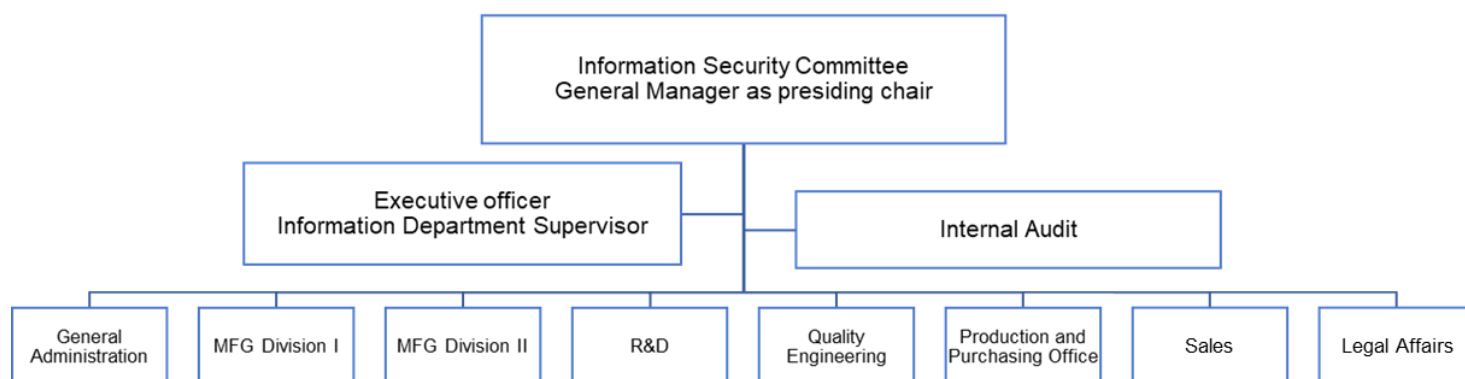 Information Security Committee
General Manager as presiding chair
Executive officer
Information Department Supervisor
Internal Audit
General
Administration
MFG Division I
MFG Division II
R&D
Quality
Engineering
Production and
Purchasing Office
Sales
Legal Affairs